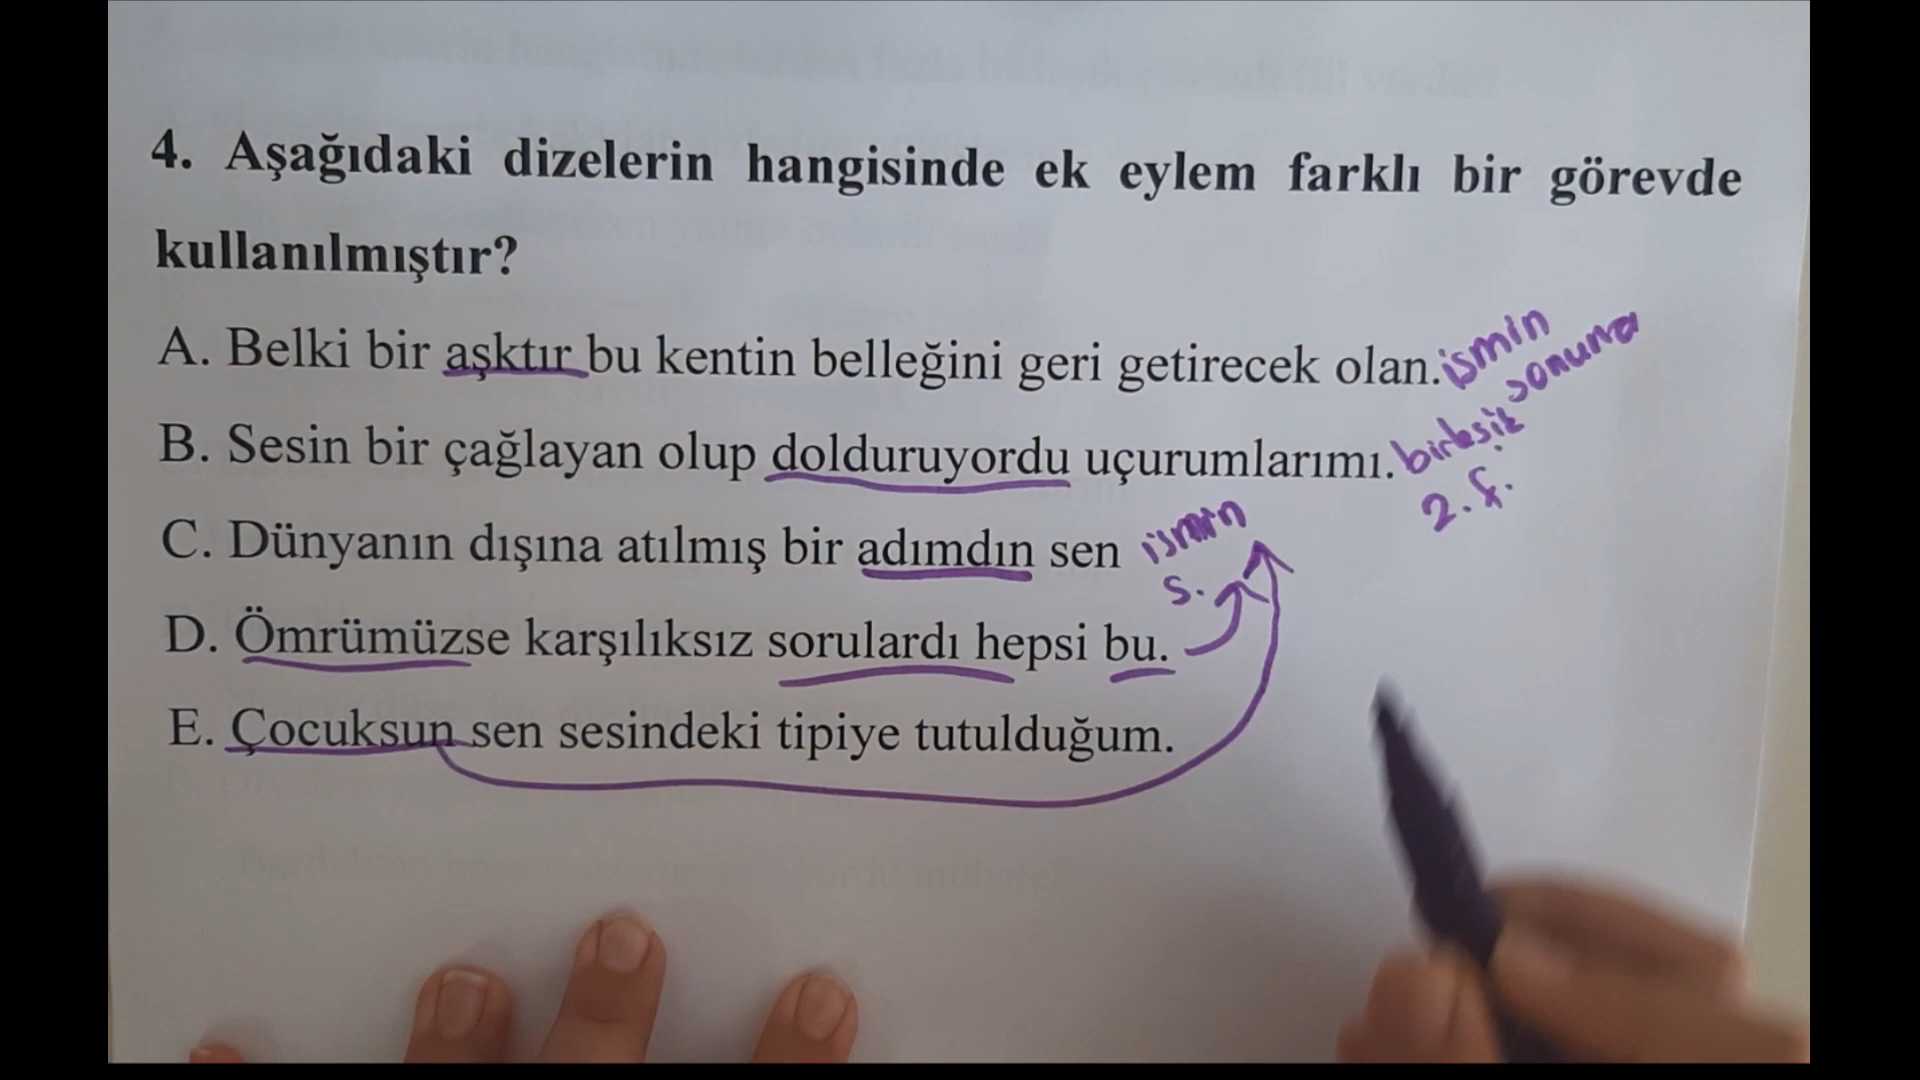 4. Aşağıdaki dizelerin hangisinde ek eylem farklı bir görevde
kullanılmıştır?
A. Belki bir aşktır bu kentin belleğini geri getirecek olan. ismin
sonuna
B. Sesin bir çağlayan olup dolduruyordu uçurumlarımı. birleşik
2. ç.
C. Dünyanın dışına atılmış bir adımdın sen ismin
s.
D. Ömrümüzse karşılıksız sorulardı hepsi bu.
E. Çocuksun sen sesindeki tipiye tutulduğum.